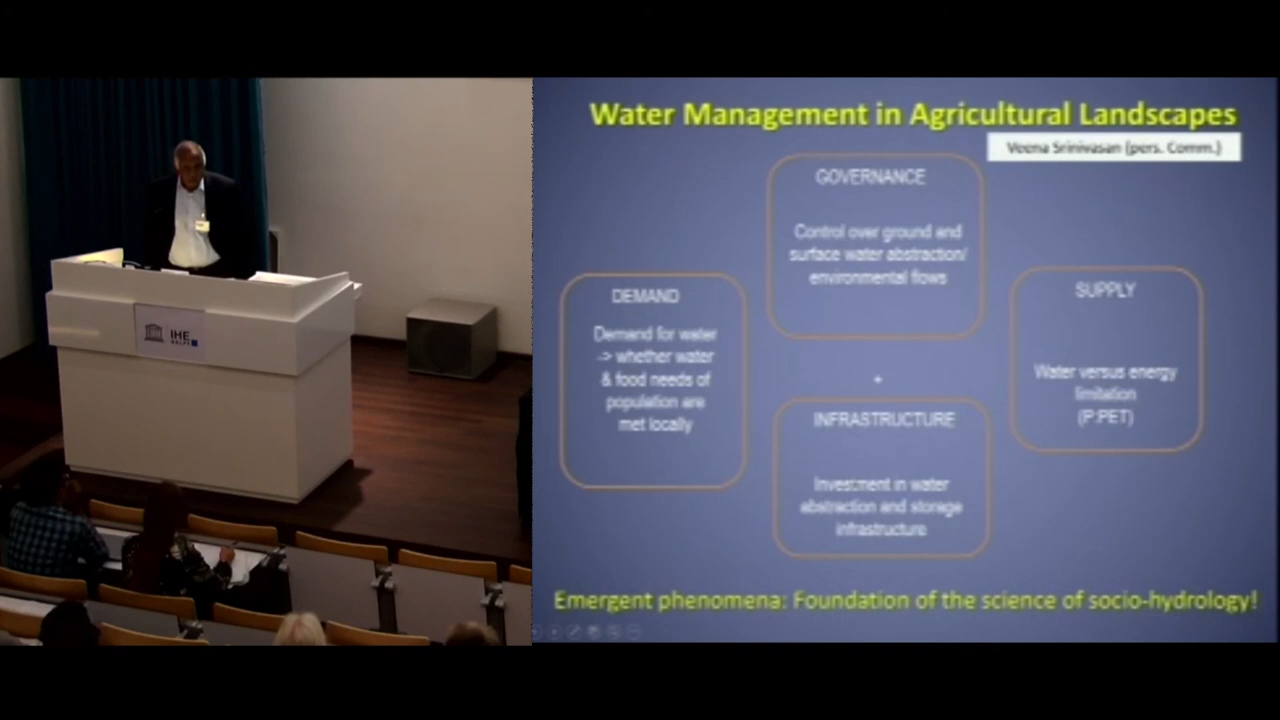 Water Management in Agricultural Landscapes
Veena Srinivasan (pers. Comm.)
GOVERNANCE
Control over ground and
surface water abstraction/
environmental flows
DEMAND
Demand for water
-> whether water
& food needs of
population are
met locally
SUPPLY
Water versus energy
limitation
(P:PET)
+
INFRASTRUCTURE
Investment in water
abstraction and storage
infrastructure
Emergent phenomena: Foundation of the science of socio-hydrology!
IHE
DELFT